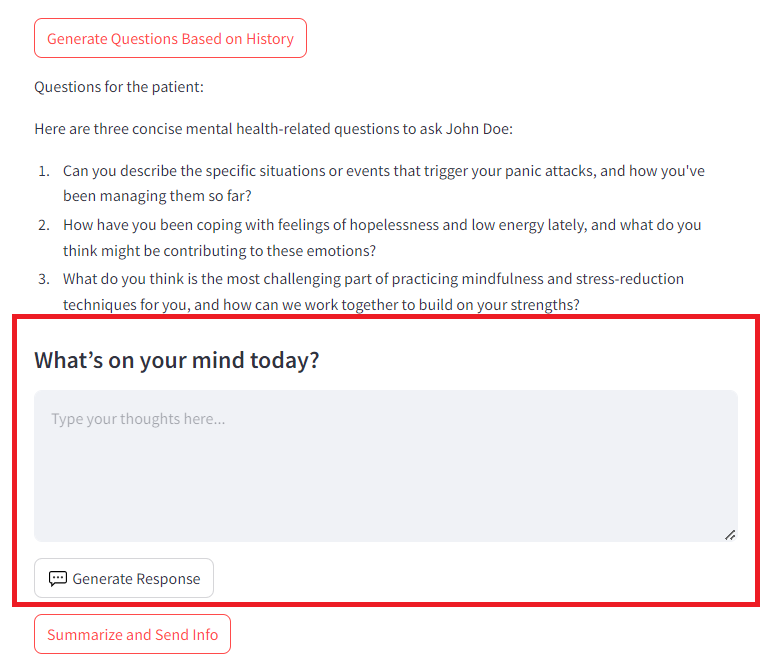 Generate Questions Based on History
Questions for the patient:
Here are three concise mental health-related questions to ask John Doe:
1. Can you describe the specific situations or events that trigger your panic attacks, and how you've
been managing them so far?
2. How have you been coping with feelings of hopelessness and low energy lately, and what do you
think might be contributing to these emotions?
3. What do you think is the most challenging part of practicing mindfulness and stress-reduction
techniques for you, and how can we work together to build on your strengths?
What’s on your mind today?
Type your thoughts here...
Generate Response
Summarize and Send Info